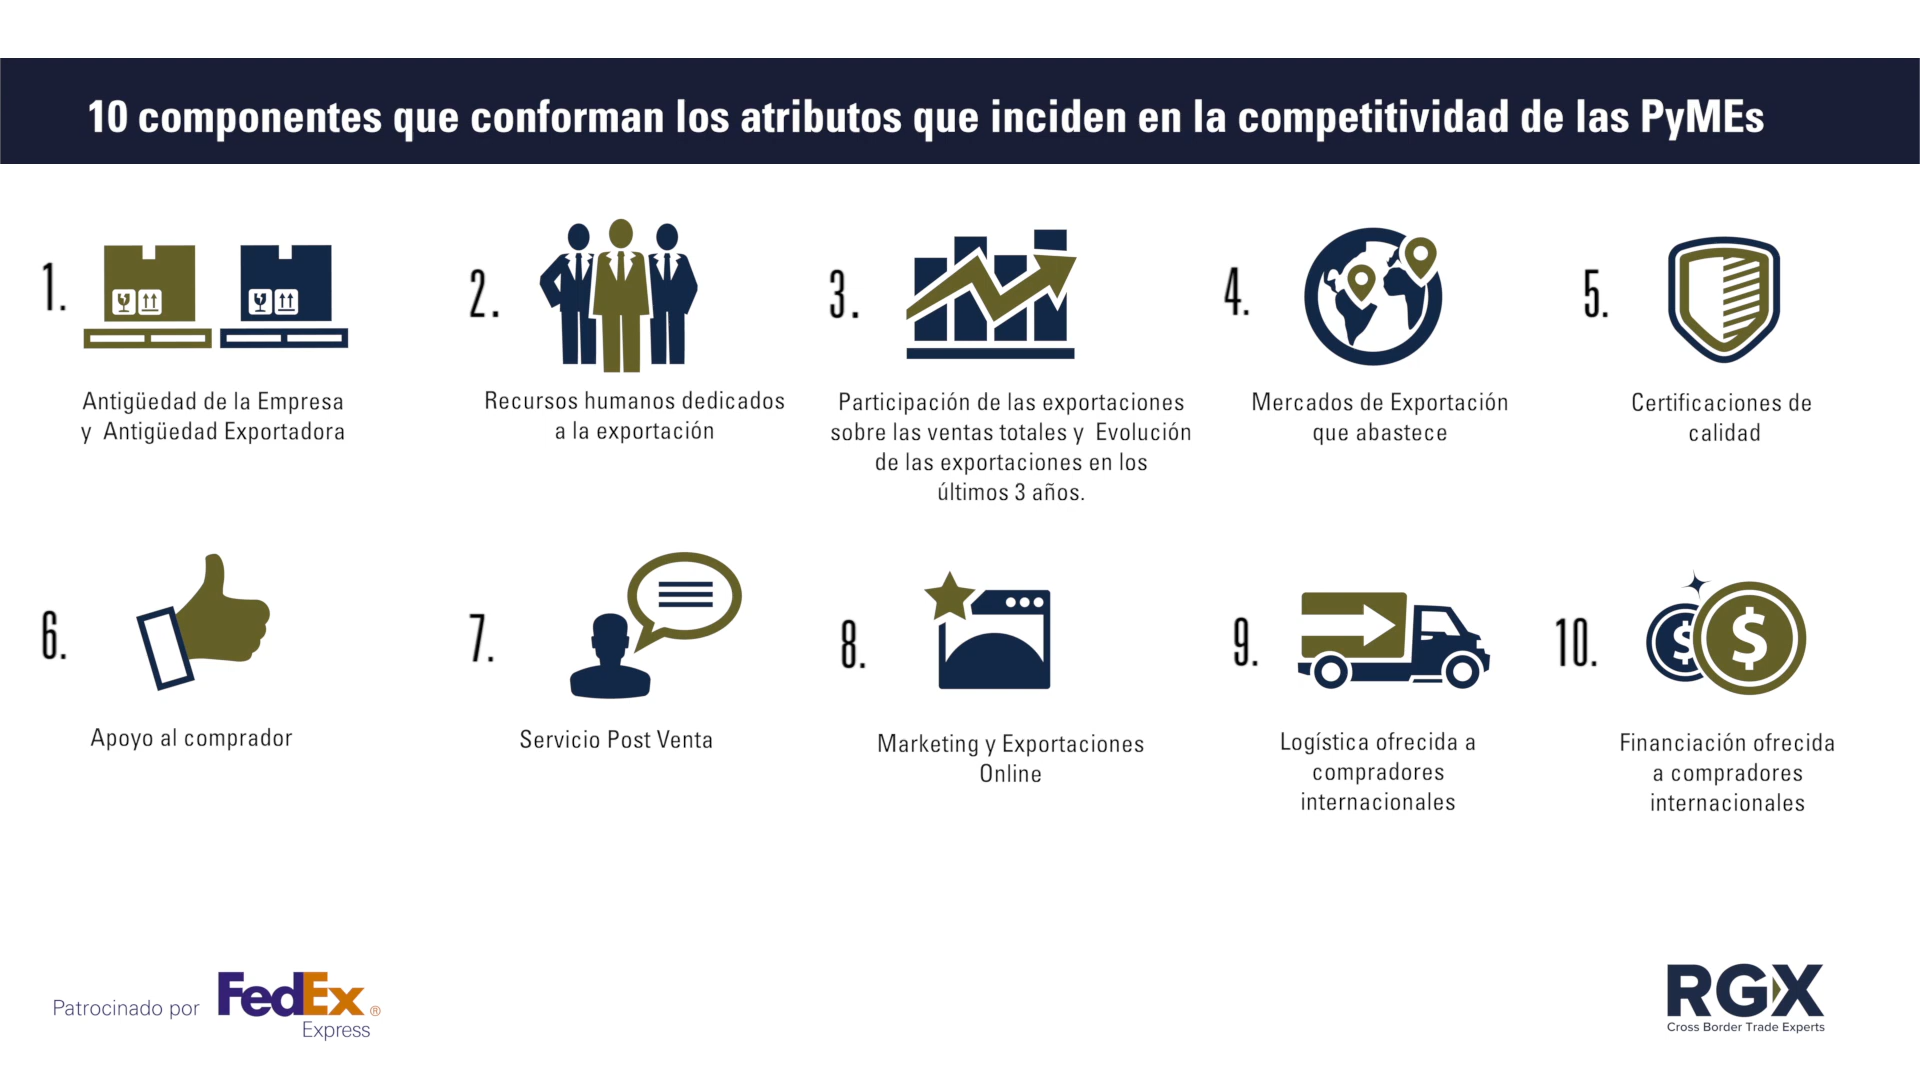 10 componentes que conforman los atributos que inciden en la competitividad de las PyMEs
1.
Antigüedad de la Empresa
y Antigüedad Exportadora
2.
Recursos humanos dedicados
a la exportación
3.
Participación de las exportaciones
sobre las ventas totales y Evolución
de las exportaciones en los
últimos 3 años.
4.
Mercados de Exportación
que abastece
5.
Certificaciones de
calidad
6.
Apoyo al comprador
7.
Servicio Post Venta
8.
Marketing y Exportaciones
Online
9.
Logística ofrecida a
compradores
internacionales
10.
$ $
Financiación ofrecida
a compradores
internacionales
Patrocinado por
FedEx ®
Express
RGX
Cross Border Trade Experts